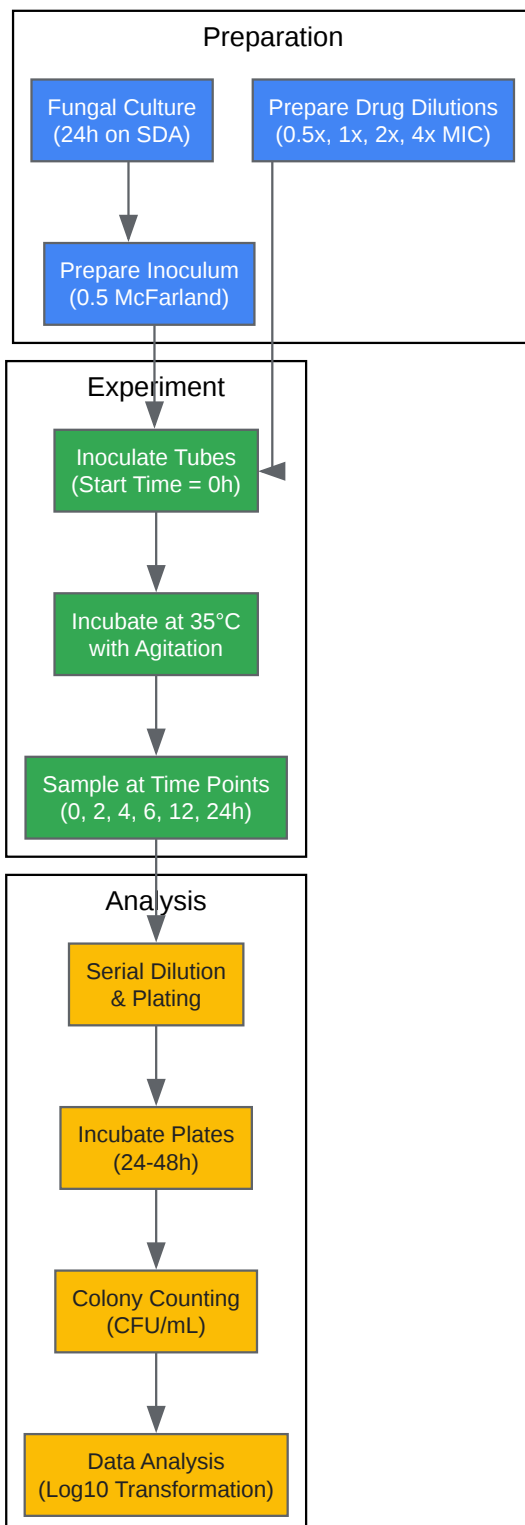 Preparation
Fungal Culture
(24h on SDA)
Prepare Drug Dilutions
(0.5x, 1x, 2x, 4x MIC)
Prepare Inoculum
(0.5 McFarland)
Experiment
Inoculate Tubes
(Start Time = 0h)
Incubate at 35°C
with Agitation
Sample at Time Points
(0, 2, 4, 6, 12, 24h)
Analysis
Serial Dilution
& Plating
Incubate Plates
(24-48h)
Colony Counting
(CFU/mL)
Data Analysis
(Log10 Transformation)